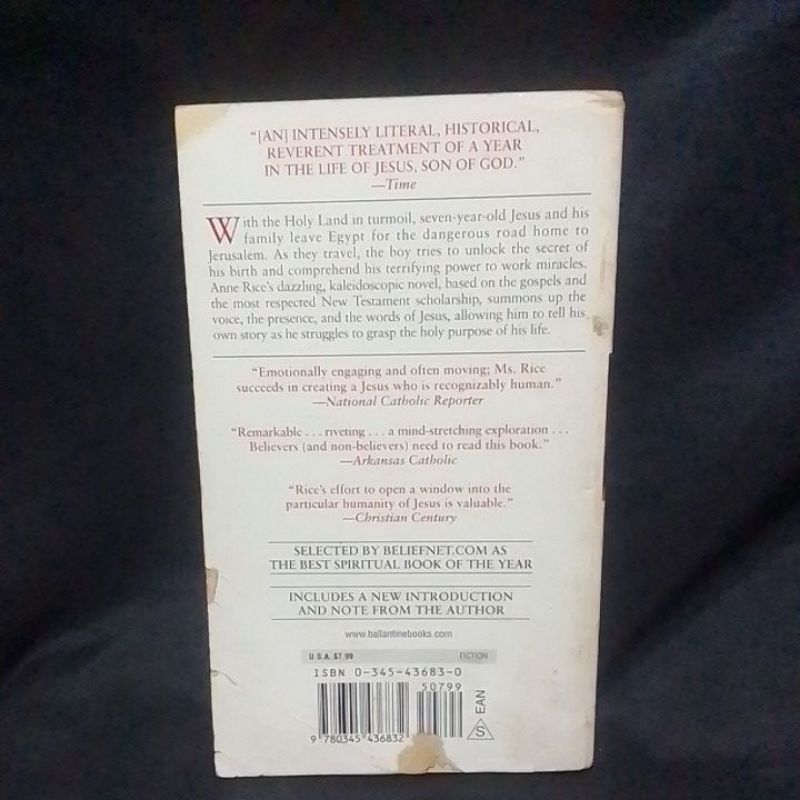 “[AN] INTENSELY LITERAL, HISTORICAL,
REVERENT TREATMENT OF A YEAR
IN THE LIFE OF JESUS, SON OF GOD.”
—Time
With the Holy Land in turmoil, seven-year-old Jesus and his
family leave Egypt for the dangerous road home to
Jerusalem. As they travel, the boy tries to unlock the secret of
his birth and comprehend his terrifying power to work miracles.
Anne Rice’s dazzling, kaleidoscopic novel, based on the gospels and
the most respected New Testament scholarship, summons up the
voice, the presence, and the words of Jesus, allowing him to tell his
own story as he struggles to grasp the holy purpose of his life.
“Emotionally engaging and often moving; Ms. Rice
succeeds in creating a Jesus who is recognizably human.”
—National Catholic Reporter
“Remarkable . . . riveting . . . a mind-stretching exploration . . .
Believers (and non-believers) need to read this book.”
—Arkansas Catholic
“Rice’s effort to open a window into the
particular humanity of Jesus is valuable.”
—Christian Century
SELECTED BY BELIEFNET.COM AS
THE BEST SPIRITUAL BOOK OF THE YEAR
INCLUDES A NEW INTRODUCTION
AND NOTE FROM THE AUTHOR
www.ballantinebooks.com
U.S.A. $7.99 FICTION
ISBN 0-345-43683-0
50799
9 780345 436832
EAN
S